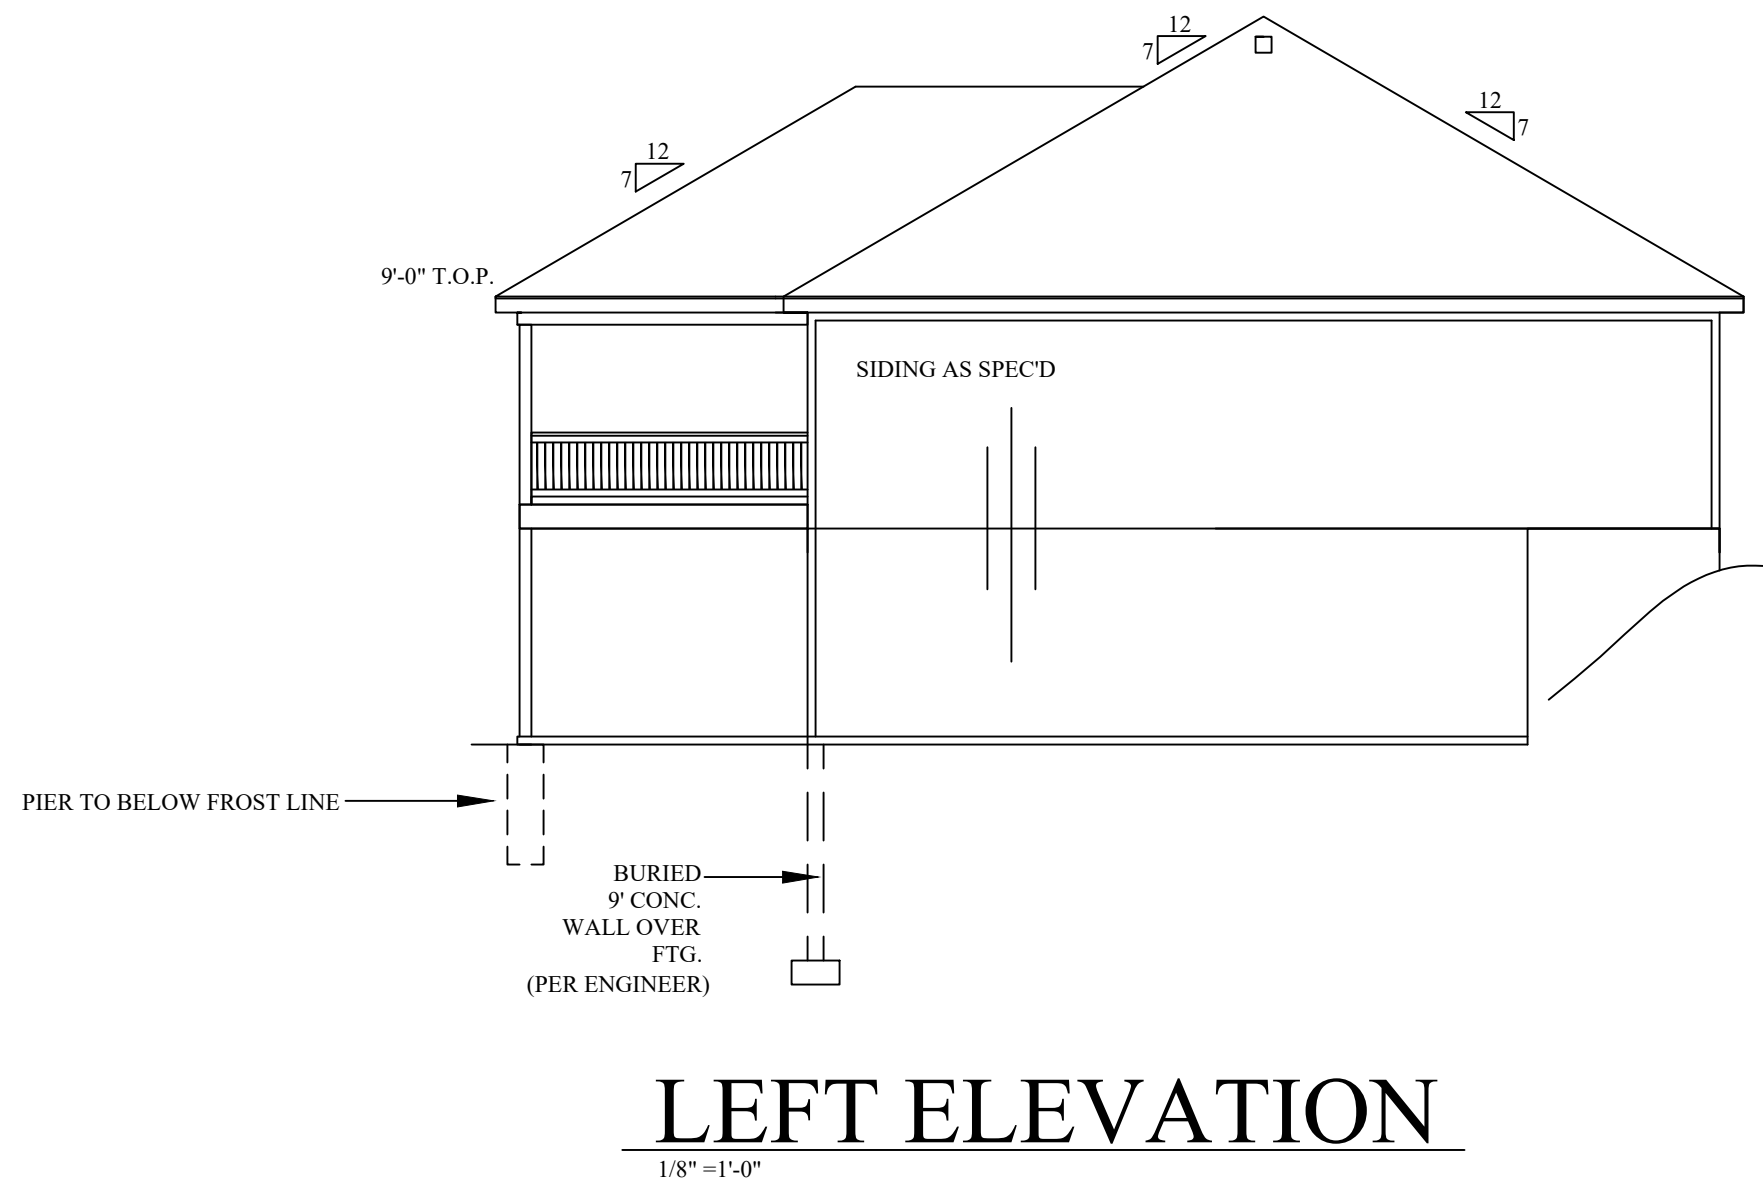 12
7
12
7
12
7
9'-0" T.O.P.
SIDING AS SPEC'D
PIER TO BELOW FROST LINE
BURIED
9' CONC.
WALL OVER
FTG.
(PER ENGINEER)
LEFT ELEVATION
1/8" =1'-0"